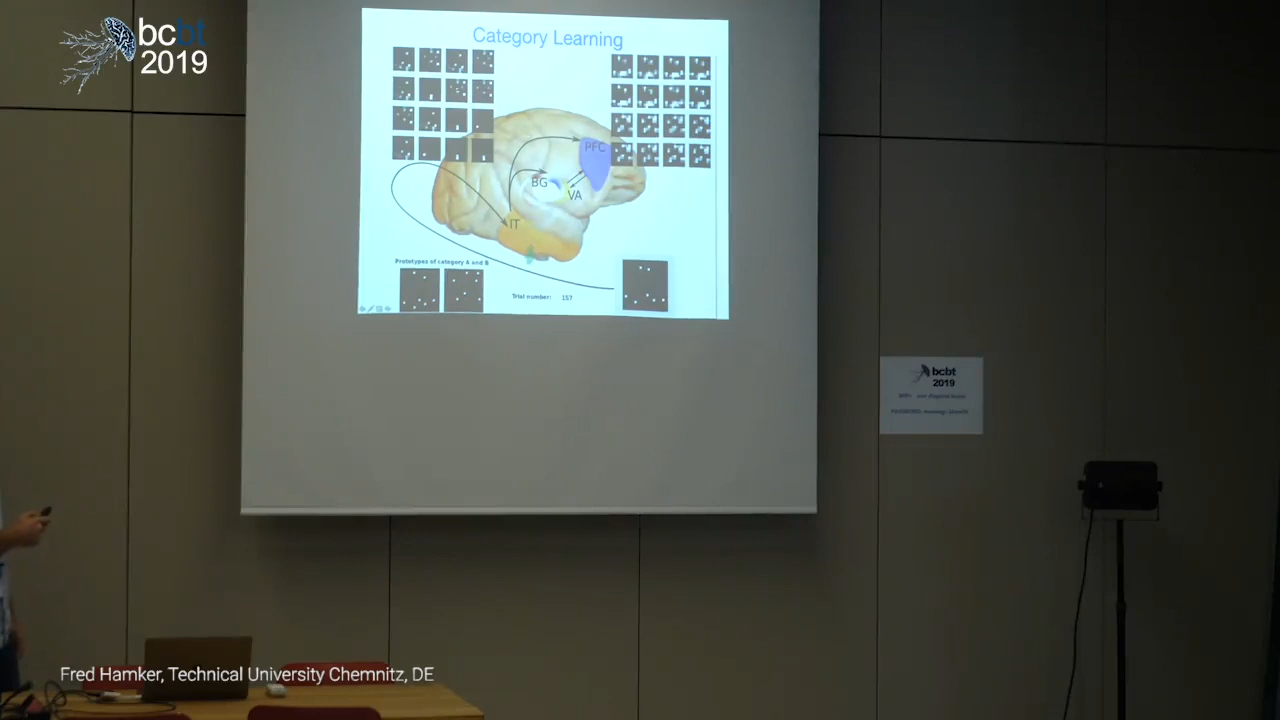 bcbt
2019
Category Learning
PFC
BG
VA
IT
Prototypes of category A and B
Trial number: 157
bcbt
2019
Fred Hamker, Technical University Chemnitz, DE